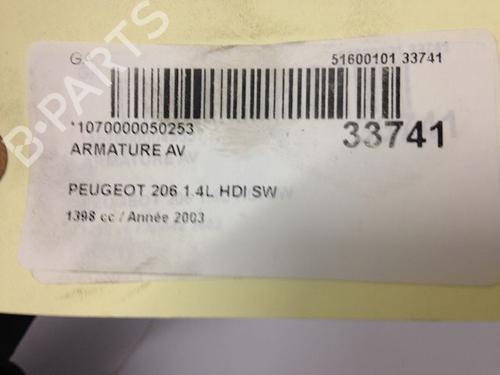 51600101 33741
*1070000050253
33741
ARMATURE AV
PEUGEOT 206 1.4L HDI SW
1398 cc / Année 2003
B-PARTS